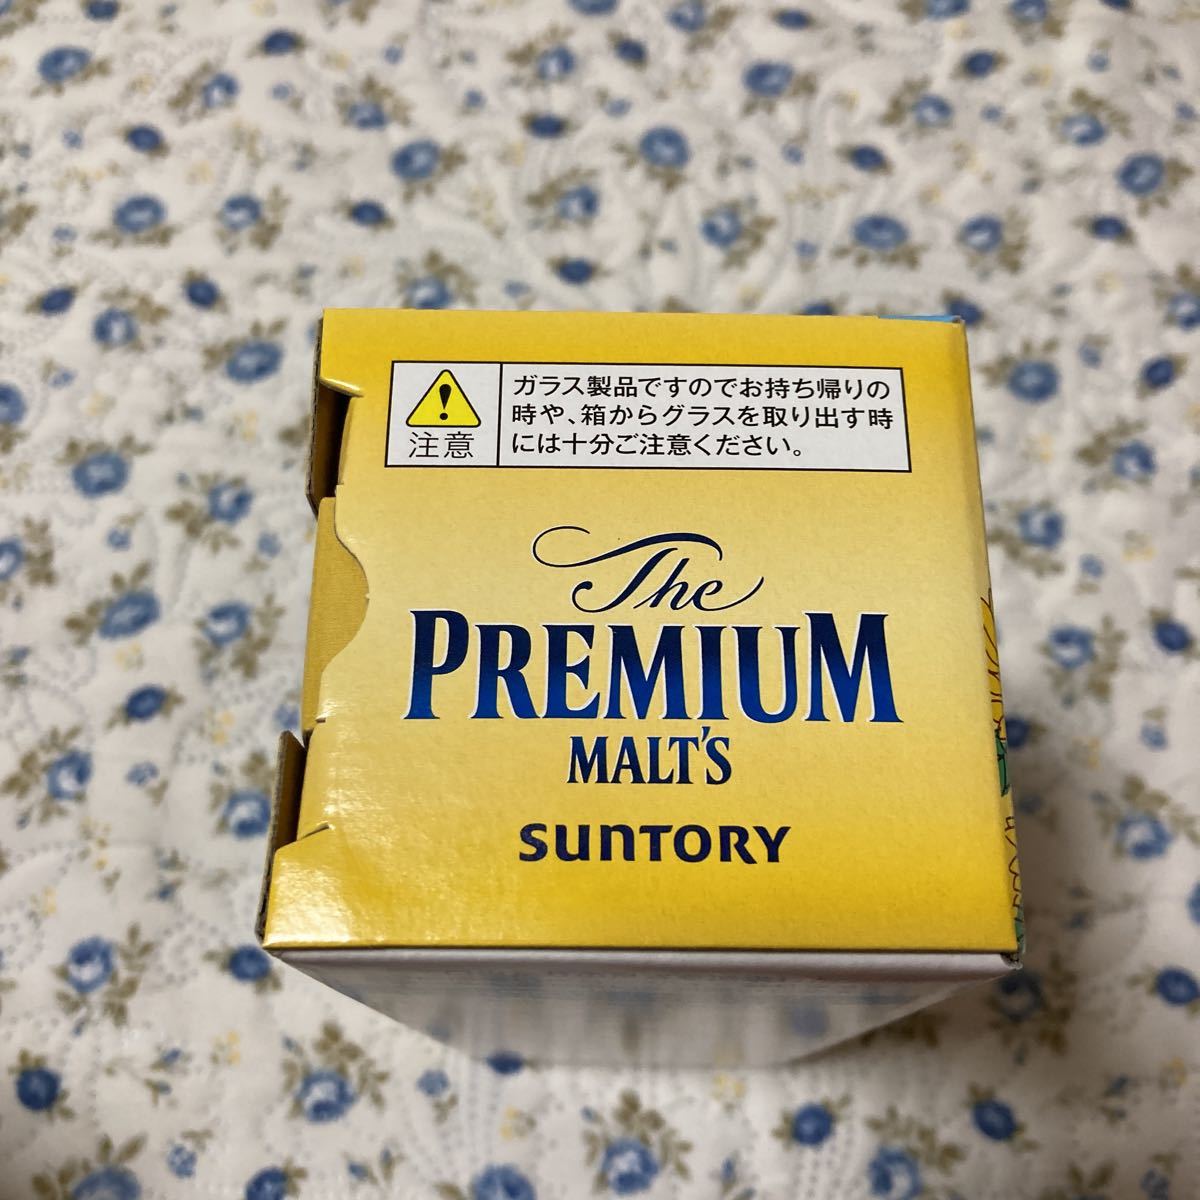 注意
ガラス製品ですのでお持ち帰りの
時や、箱からグラスを取り出す時
には十分ご注意ください。
The
PREMIUM
MALT'S
SUNTORY